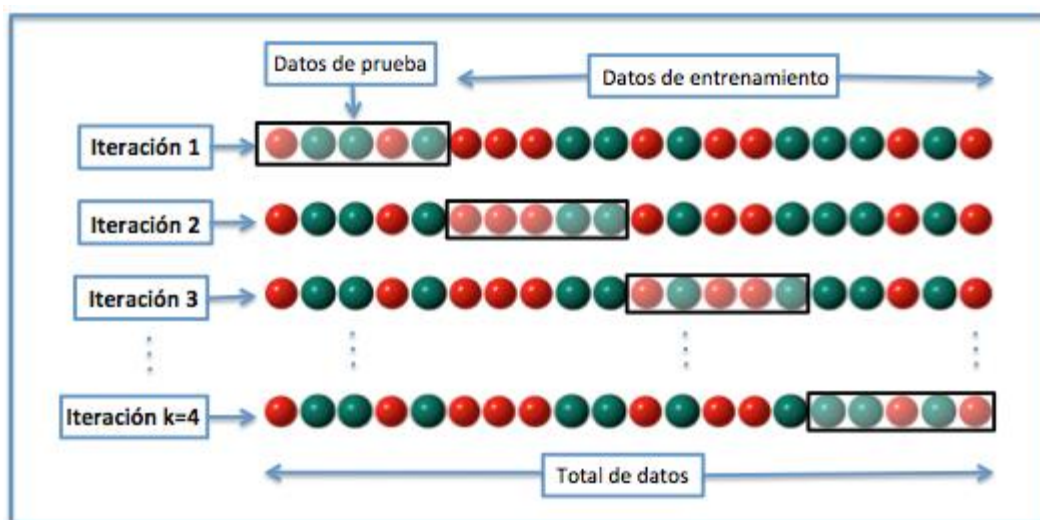 Datos de prueba
Datos de entrenamiento
Iteración 1
Iteración 2
Iteración 3
Iteración k=4
Total de datos